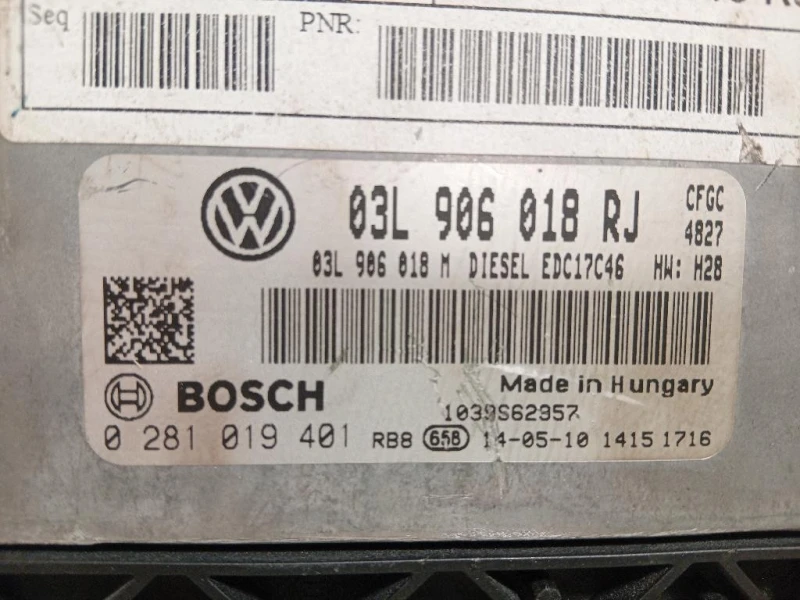 Seq PNR:
03L 906 018 RJ CFGC
4827
03L 906 018 M DIESEL EDC17C46 HW: H28
BOSCH Made in Hungary
1039S62357
0 281 019 401 RB8 658 14-05-10 1415 1716